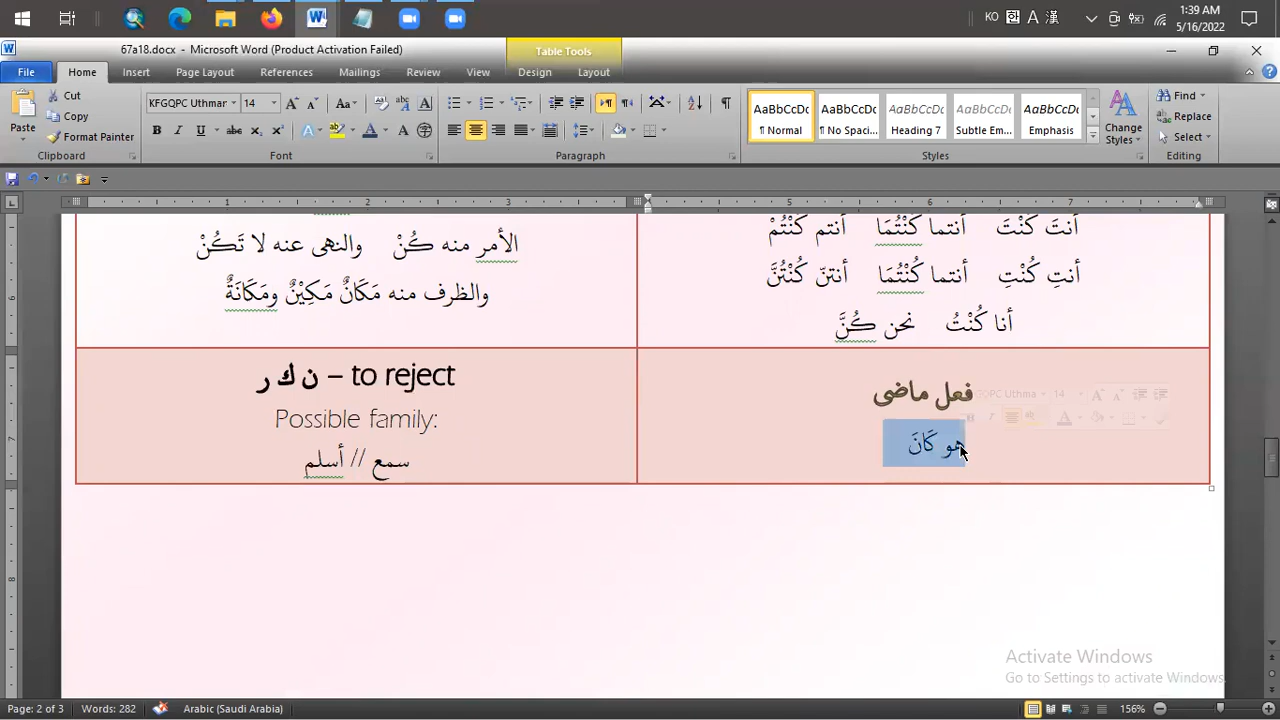 KO A 漢
1:39 AM
5/16/2022
67a18.docx - Microsoft Word (Product Activation Failed)
Table Tools
File Home Insert Page Layout References Mailings Review View Design Layout
Paste
Cut
Copy
Format Painter
Clipboard
KFGQPC Uthmar 14
Font
Paragraph
AaBbCcDc AaBbCcDc AaBbCcDc AaBbCcDc AaBbCcDc
¶ Normal ¶ No Spaci... Heading 7 Subtle Em... Emphasis
Change Styles
Styles
Find
Replace
Select
Editing
أنتَ كُنْتَ أنتما كُنْتُمَا أنتم كُنْتُمْ
أنتِ كُنْتِ أنتما كُنْتُمَا أنتنّ كُنْتُنَّ
أنا كُنْتُ نحن كُنَّ
الأمر منه كُنْ والنهى عنه لا تَكُنْ
والظرف منه مَكَانٌ مَكِيْنٌ ومَكَانَةٌ
فعل ماضى
هو كَانَ
ن ك ر – to reject
Possible family:
سمع // أسلم
Activate Windows
Go to Settings to activate Windows.
Page: 2 of 3 Words: 282 Arabic (Saudi Arabia) 156%